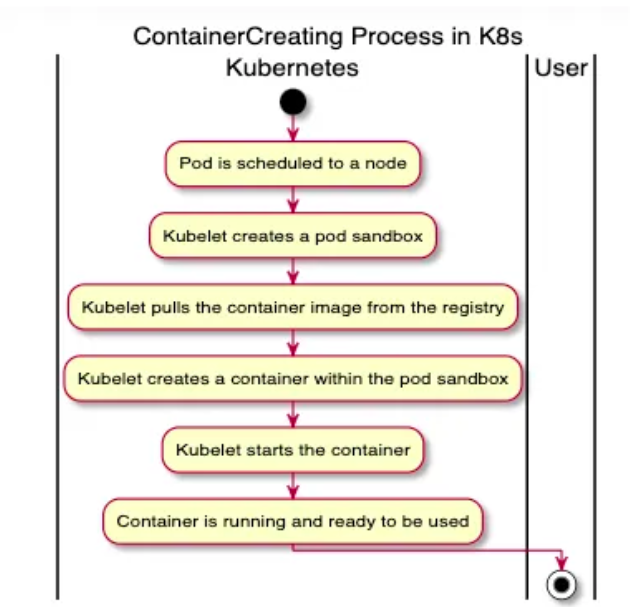 ContainerCreating Process in K8s
Kubernetes
User
Pod is scheduled to a node
Kubelet creates a pod sandbox
Kubelet pulls the container image from the registry
Kubelet creates a container within the pod sandbox
Kubelet starts the container
Container is running and ready to be used